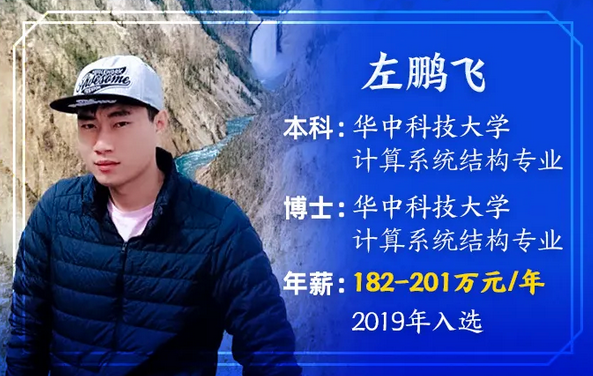 Awesome
左鹏飞
本科：华中科技大学
计算系统结构专业
博士：华中科技大学
计算系统结构专业
年薪：182-201万元/年
2019年入选